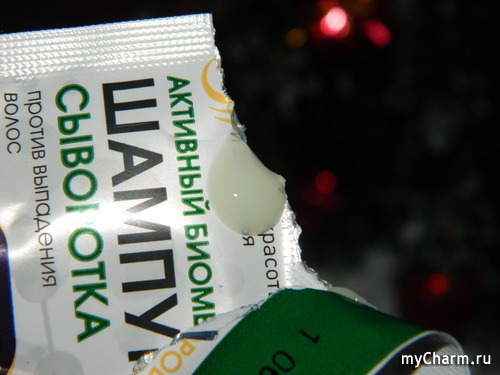 АКТИВНЫЙ БИОМЕ
ШАМПУ
СЫВОРОТКА
против выпадения
волос
myCharm.ru